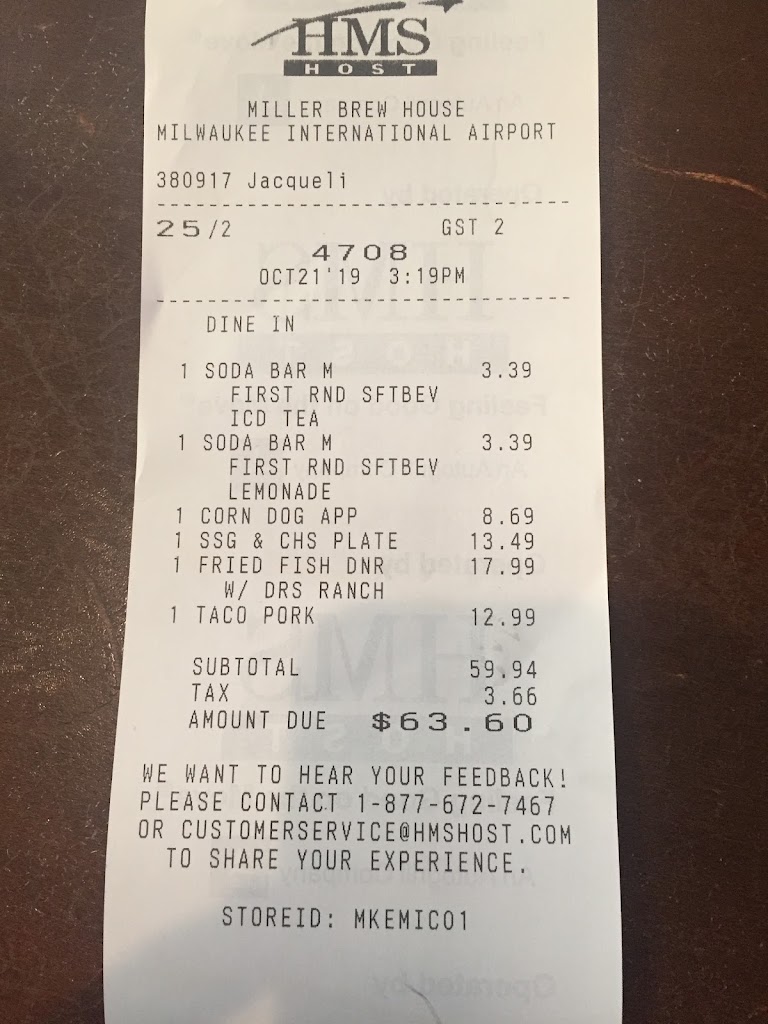 HMS
HOST
MILLER BREW HOUSE
MILWAUKEE INTERNATIONAL AIRPORT
380917 Jacqueli
25/2 GST 2
4708
OCT21'19 3:19PM
DINE IN
1 SODA BAR M 3.39
FIRST RND SFTBEV
ICD TEA
1 SODA BAR M 3.39
FIRST RND SFTBEV
LEMONADE
1 CORN DOG APP 8.69
1 SSG & CHS PLATE 13.49
1 FRIED FISH DNR 17.99
W/ DRS RANCH
1 TACO PORK 12.99
SUBTOTAL 59.94
TAX 3.66
AMOUNT DUE $63.60
WE WANT TO HEAR YOUR FEEDBACK!
PLEASE CONTACT 1-877-672-7467
OR CUSTOMERSERVICE@HMSHOST.COM
TO SHARE YOUR EXPERIENCE.
STOREID: MKEMICO1